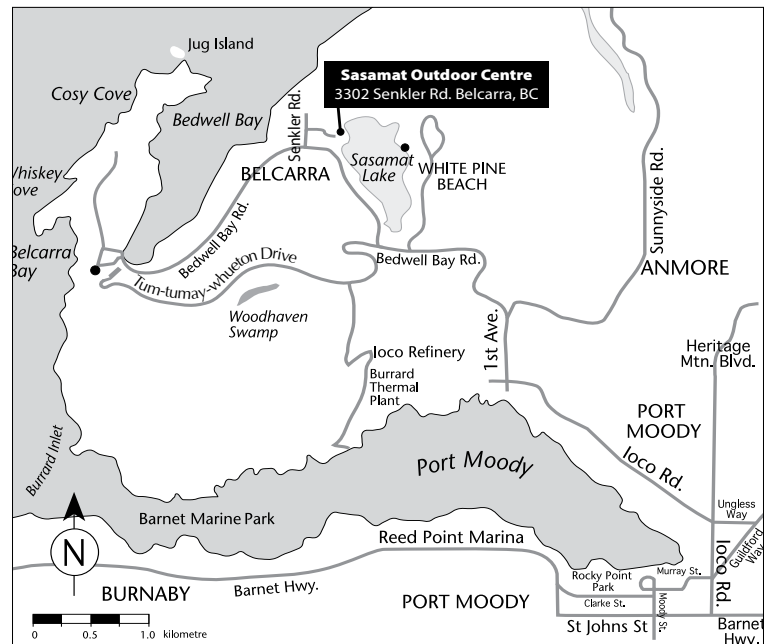 Jug Island
Cosy Cove
Bedwell Bay
Sasamat Outdoor Centre
3302 Senkler Rd. Belcarra, BC
Senkler Rd.
Sasamat
Lake
WHITE PINE
BEACH
BELCARRA
Sunnyside Rd.
Whiskey
ove
Belcarra
Bay
Bedwell Bay Rd.
Tum-tumay-whueton Drive
Bedwell Bay Rd.
ANMORE
Woodhaven
Swamp
1st Ave.
Ioco Refinery
Burrard
Thermal
Plant
Heritage
Mtn. Blvd.
PORT
MOODY
Ioco Rd.
Port Moody
Burrard Inlet
Barnet Marine Park
Ungless
Way
Guildford
Way
Ioco Rd.
N
Reed Point Marina
Rocky Point
Park
Murray St.
BURNABY
Barnet Hwy.
PORT MOODY
Clarke St.
Moody St.
St Johns St
Barnet
Hwy.
0 0.5 1.0 kilometre